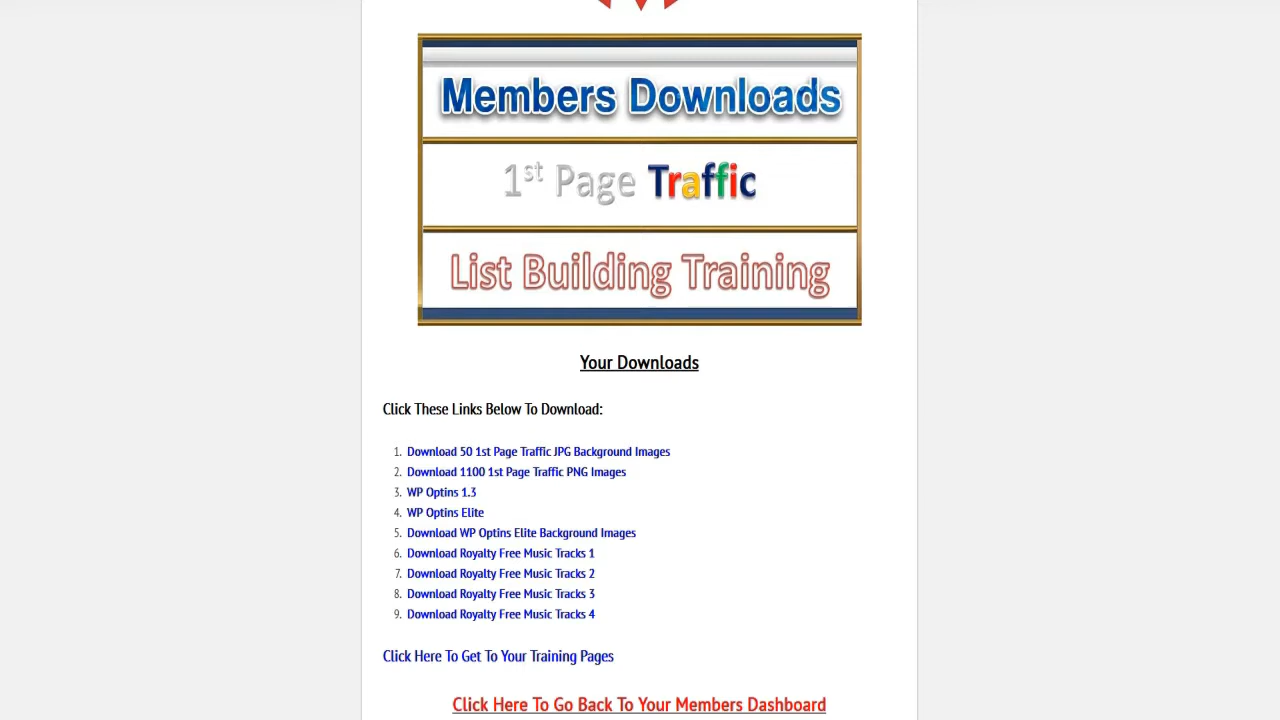 Members Downloads
1st Page Traffic
List Building Training
Your Downloads
Click These Links Below To Download:
1. Download 50 1st Page Traffic JPG Background Images
2. Download 1100 1st Page Traffic PNG Images
3. WP Optins 1.3
4. WP Optins Elite
5. Download WP Optins Elite Background Images
6. Download Royalty Free Music Tracks 1
7. Download Royalty Free Music Tracks 2
8. Download Royalty Free Music Tracks 3
9. Download Royalty Free Music Tracks 4
Click Here To Get To Your Training Pages
Click Here To Go Back To Your Members Dashboard